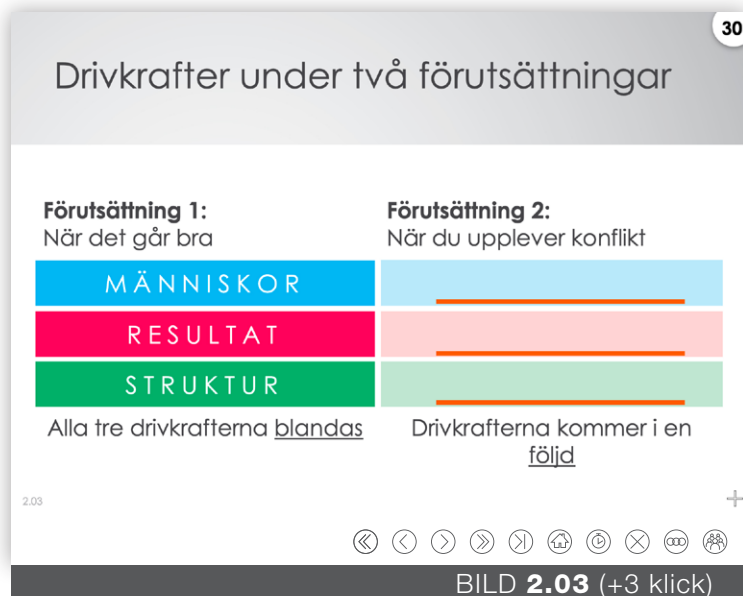 30
Drivkrafter under två förutsättningar
Förutsättning 1:
När det går bra
Förutsättning 2:
När du upplever konflikt
MÄNNISKOR
RESULTAT
STRUKTUR
Alla tre drivkrafterna blandas
Drivkrafterna kommer i en
följd
2.03
BILD 2.03 (+3 klick)